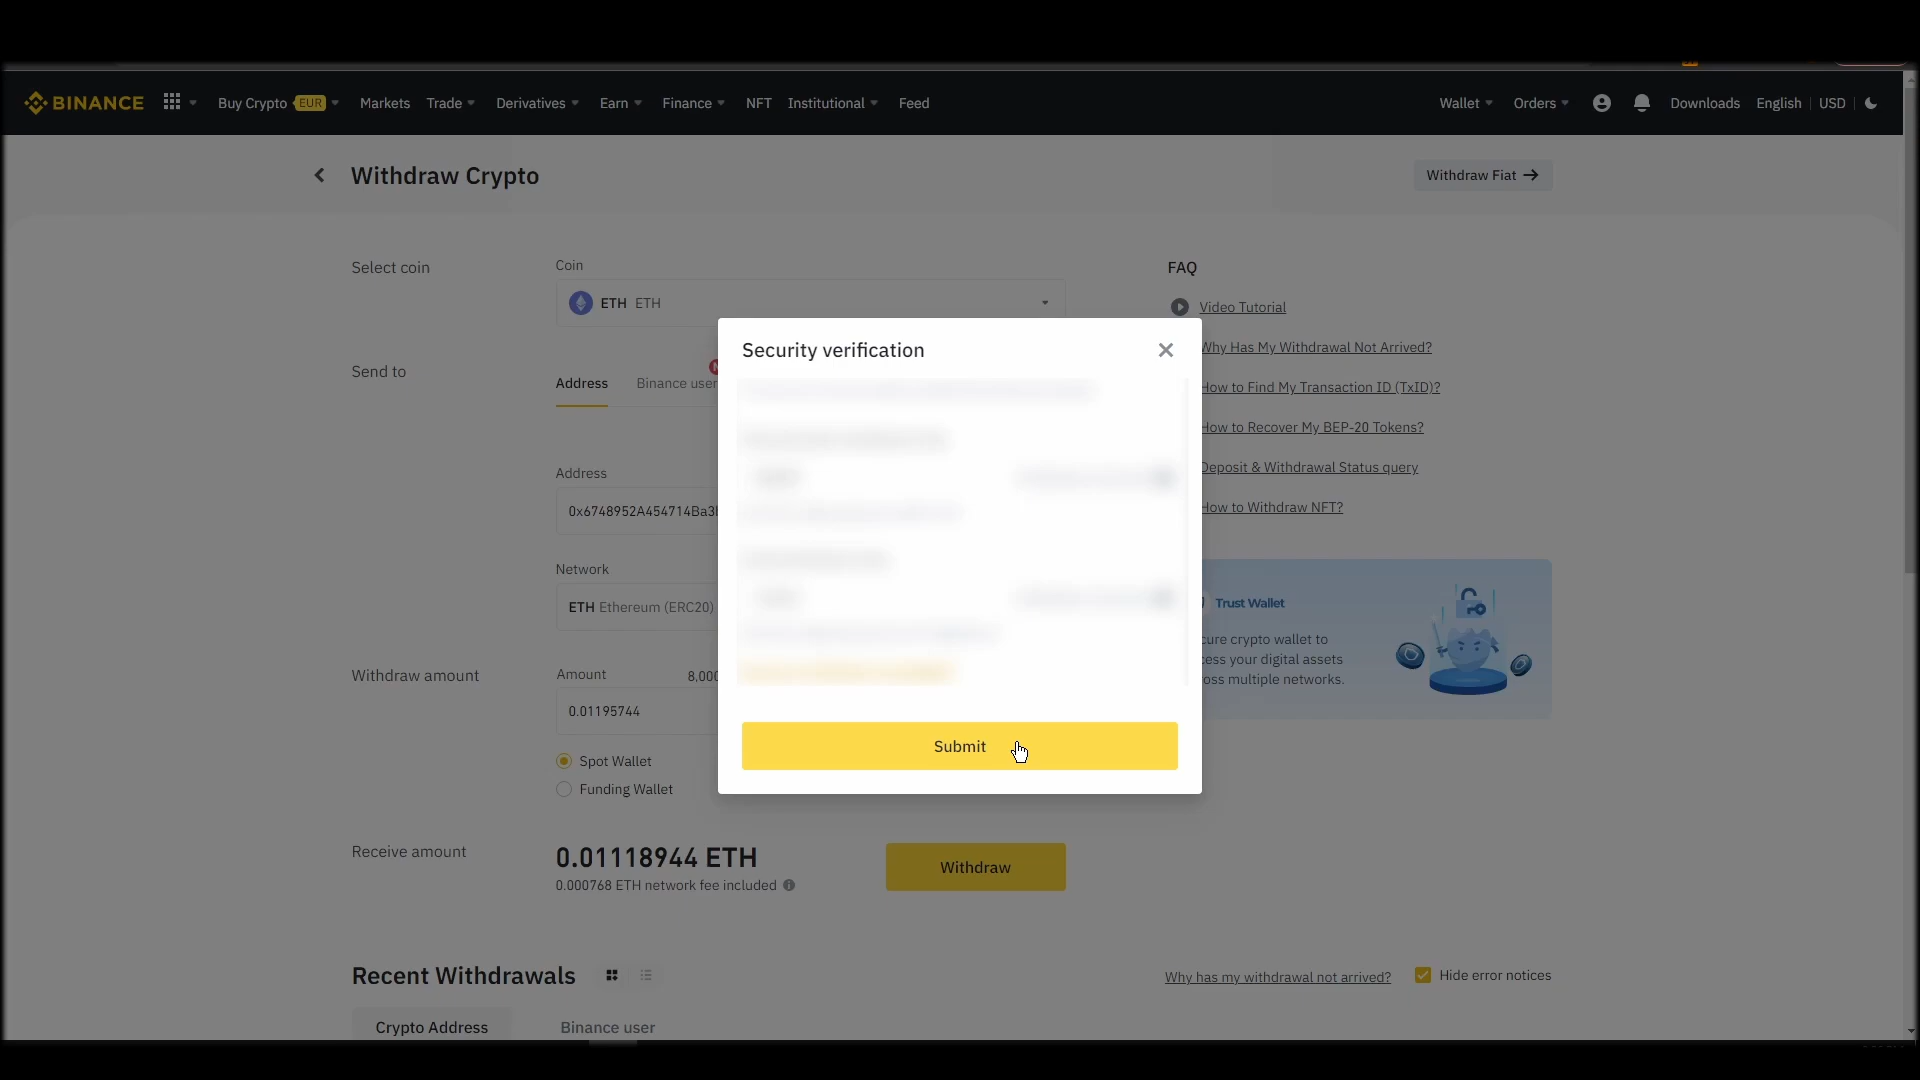 BINANCE Buy Crypto EUR Markets Trade Derivatives Earn Finance NFT Institutional Feed Wallet Orders Downloads English USD
Withdraw Crypto
Withdraw Fiat
Select coin
Coin
ETH ETH
FAQ
Video Tutorial
Why Has My Withdrawal Not Arrived?
How to Find My Transaction ID (TxID)?
How to Recover My BEP-20 Tokens?
Deposit & Withdrawal Status query
How to Withdraw NFT?
Send to
Address Binance user
Address
0x6748952A454714Ba3
Network
ETH Ethereum (ERC20)
Security verification
Submit
Trust Wallet
cure crypto wallet to
cess your digital assets
oss multiple networks.
Withdraw amount
Amount 8,000
0.01195744
Spot Wallet
Funding Wallet
Receive amount
0.01118944 ETH
0.000768 ETH network fee included
Withdraw
Recent Withdrawals
Why has my withdrawal not arrived? Hide error notices
Crypto Address Binance user